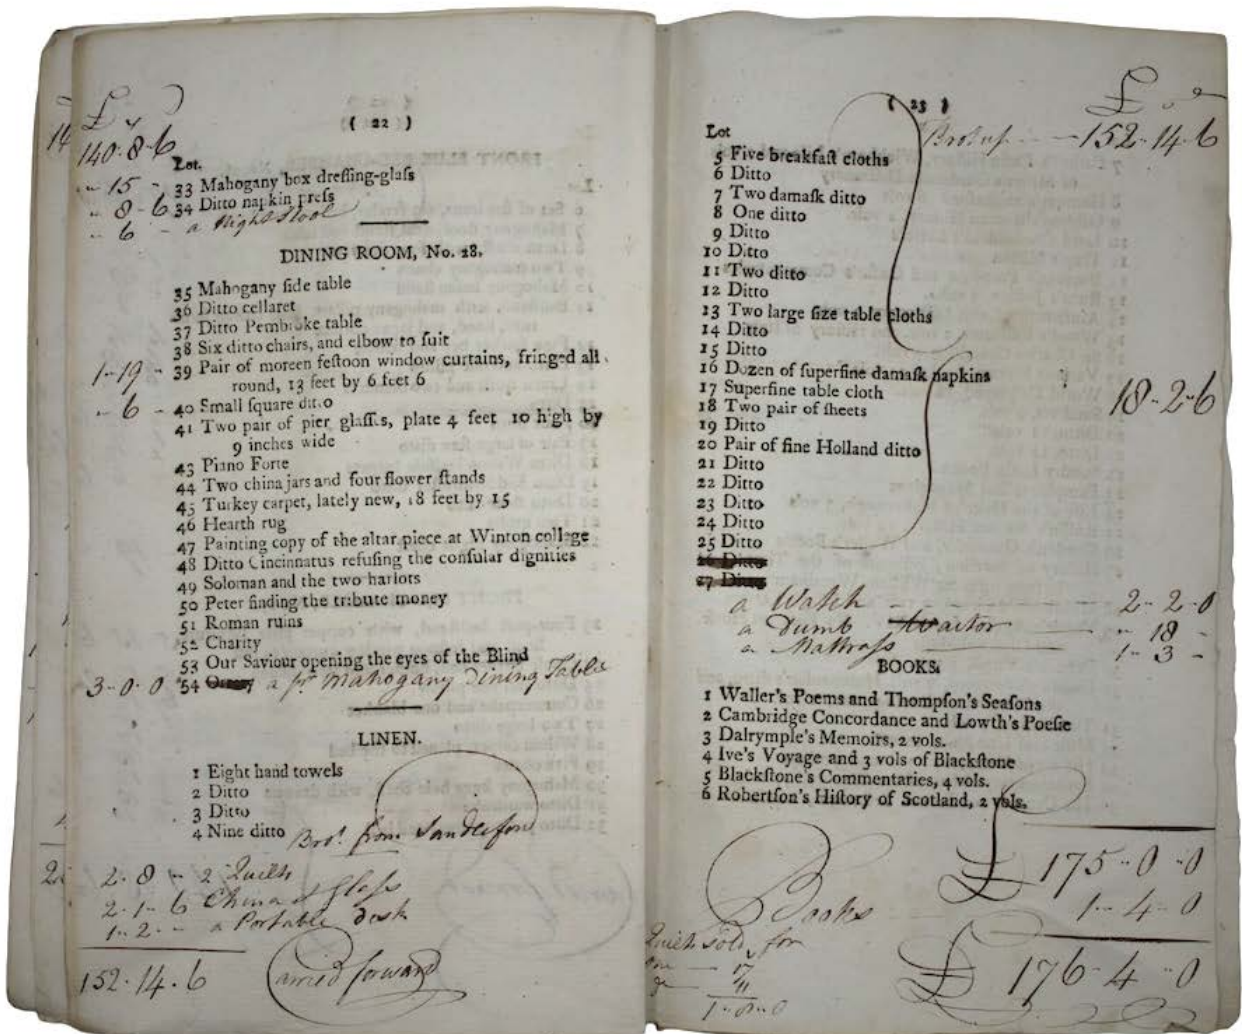 £
( 22 )
140-8-6
Lot.
"-15- 33 Mahogany box dreſſing-glaſs
"-8-6 34 Ditto napkin preſs
"-6- a Night Stool
DINING ROOM, No. 28.
35 Mahogany ſide table
36 Ditto cellaret
37 Ditto Pembroke table
38 Six ditto chairs, and elbow to ſuit
1-19- 39 Pair of moreen feſtoon window curtains, fringed all
round, 13 feet by 6 feet 6
"-6- 40 Small ſquare ditto
41 Two pair of pier glaſſes, plate 4 feet 10 high by
9 inches wide
43 Piano Forte
44 Two china jars and four flower ſtands
45 Turkey carpet, lately new, 18 feet by 15
46 Hearth rug
47 Painting copy of the altar piece at Winton college
48 Ditto Cincinnatus refuſing the conſular dignities
49 Soloman and the two harlots
50 Peter finding the tribute money
51 Roman ruins
52 Charity
53 Our Saviour opening the eyes of the Blind
3-0-0 54 a pr Mahogany Dining Table
LINEN.
1 Eight hand towels
2 Ditto
3 Ditto
4 Nine ditto
Brot. from Sandleford
2-8-" 2 Quilts
2-1-6 China & Glass
1-2-" a Portable Desk
152-14-6 Carried forward
( 23 )
£
Lot
Brot up 152-14-6
5 Five breakfaſt cloths
6 Ditto
7 Two damaſk ditto
8 One ditto
9 Ditto
10 Ditto
11 Two ditto
12 Ditto
13 Two large ſize table cloths
14 Ditto
15 Ditto
16 Dozen of ſuperfine damaſk napkins
17 Superfine table cloth
18-2-6
18 Two pair of ſheets
19 Ditto
20 Pair of fine Holland ditto
21 Ditto
22 Ditto
23 Ditto
24 Ditto
25 Ditto
26 Ditto
27 Ditto
a Watch 2-2-0
a Dumb Waitor "-18-
a Mattrass 1-3-
BOOKS.
1 Waller's Poems and Thompſon's Seaſons
2 Cambridge Concordance and Lowth's Poeſie
3 Dalrymple's Memoirs, 2 vols.
4 Ive's Voyage and 3 vols of Blackſtone
5 Blackſtone's Commentaries, 4 vols.
6 Robertſon's Hiſtory of Scotland, 2 vols.
£ 175-0-0
Books 1-4-0
£ 176-4-0
Quilts sold for
one 17
1-8-0